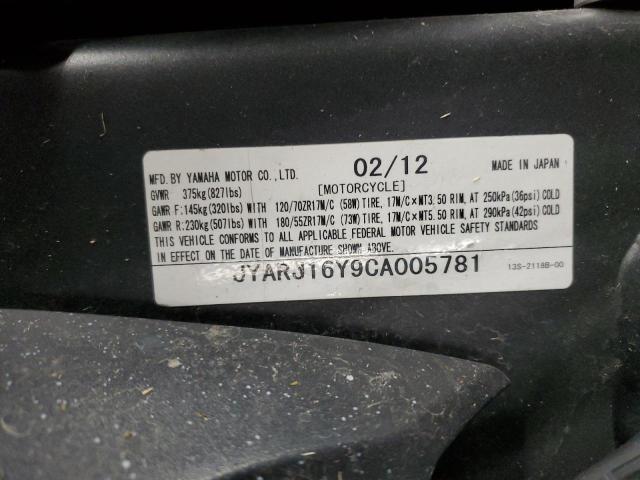 MFD. BY YAMAHA MOTOR CO., LTD. 02/12 MADE IN JAPAN
GVWR 375kg(827lbs) [MOTORCYCLE]
GAWR F:145kg(320lbs) WITH 120/70ZR17M/C (58W) TIRE, 17M/C×MT3.50 RIM, AT 250kPa(36psi) COLD
GAWR R:230kg(507lbs) WITH 180/55ZR17M/C (73W) TIRE, 17M/C×MT5.50 RIM, AT 290kPa(42psi) COLD
THIS VEHICLE CONFORMS TO ALL APPLICABLE FEDERAL MOTOR VEHICLE SAFETY STANDARDS
IN EFFECT ON THE DATE OF MANUFACTURE SHOWN ABOVE.
JYARJ16Y9CA005781 13S-2118B-00